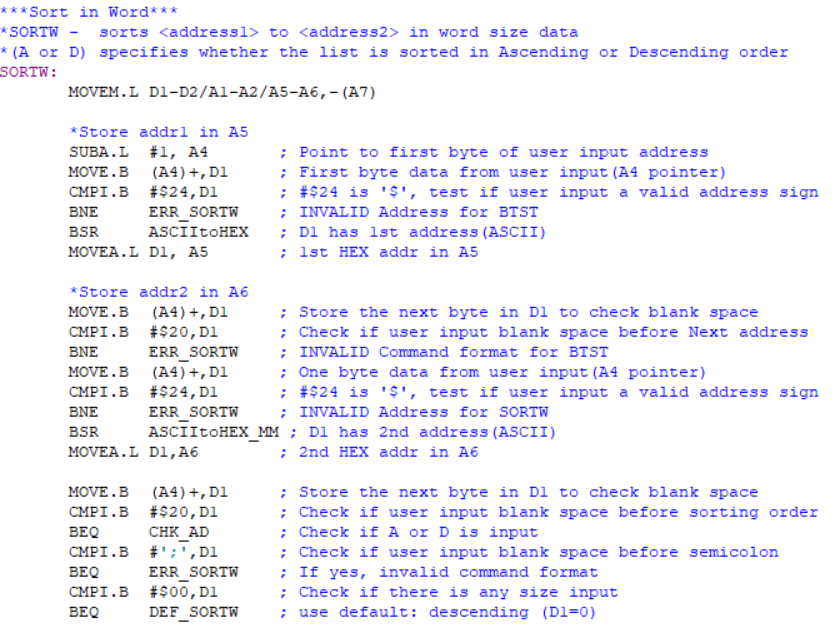 ***Sort in Word***
*SORTW -  sorts <address1> to <address2> in word size data
*(A or D) specifies whether the list is sorted in Ascending or Descending order
SORTW:
MOVEM.L D1-D2/A1-A2/A5-A6,-(A7)
*Store addr1 in A5
SUBA.L #1, A4 ; Point to first byte of user input address
MOVE.B (A4)+,D1 ; First byte data from user input(A4 pointer)
CMPI.B #$24,D1 ; #$24 is '$', test if user input a valid address sign
BNE ERR_SORTW ; INVALID Address for BTST
BSR ASCIItoHEX ; D1 has 1st address(ASCII)
MOVEA.L D1, A5 ; 1st HEX addr in A5
*Store addr2 in A6
MOVE.B (A4)+,D1 ; Store the next byte in D1 to check blank space
CMPI.B #$20,D1 ; Check if user input blank space before Next address
BNE ERR_SORTW ; INVALID Command format for BTST
MOVE.B (A4)+,D1 ; One byte data from user input(A4 pointer)
CMPI.B #$24,D1 ; #$24 is '$', test if user input a valid address sign
BNE ERR_SORTW ; INVALID Address for SORTW
BSR ASCIItoHEX_MM ; D1 has 2nd address(ASCII)
MOVEA.L D1,A6 ; 2nd HEX addr in A6
MOVE.B (A4)+,D1 ; Store the next byte in D1 to check blank space
CMPI.B #$20,D1 ; Check if user input blank space before sorting order
BEQ CHK_AD ; Check if A or D is input
CMPI.B #';',D1 ; Check if user input blank space before semicolon
BEQ ERR_SORTW ; If yes, invalid command format
CMPI.B #$00,D1 ; Check if there is any size input
BEQ DEF_SORTW ; use default: descending (D1=0)